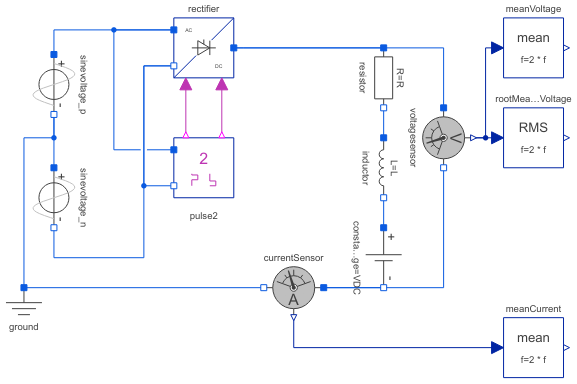 rectifier
meanVoltage
AC
DC
mean
f=2 * f
sinevoltage_p
+
-
resistor
R=R
rootMea...Voltage
RMS
f=2 * f
voltagesensor
V
2
pulse2
inductor
L=L
sinevoltage_n
+
-
consta...ge=VDC
+
-
currentSensor
A
ground
meanCurrent
mean
f=2 * f